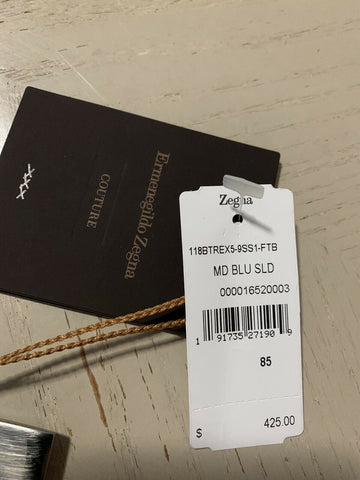 Ermenegildo Zegna
COUTURE
XXX
Zegna
118BTREX5-9SS1-FTB
MD BLU SLD
000016520003
1 91735 27190 9
85
$ 425.00